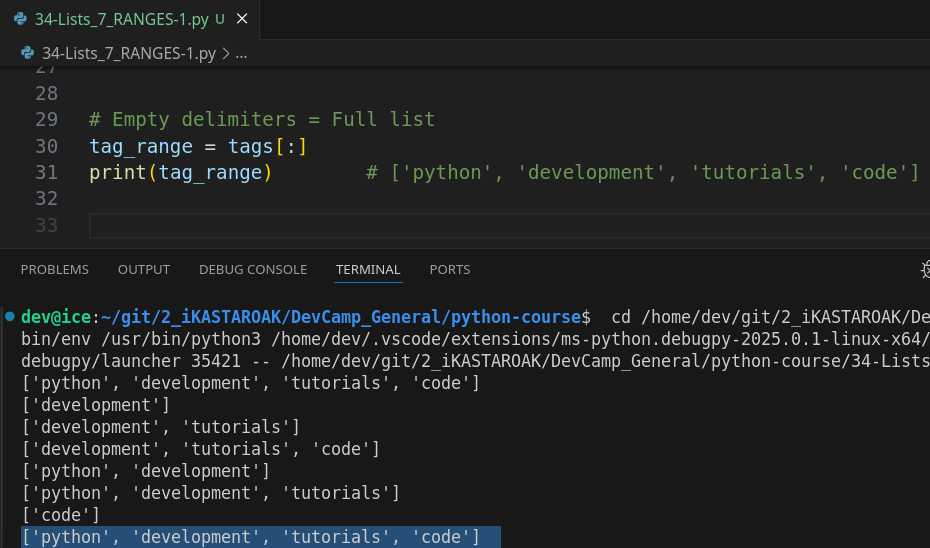 34-Lists_7_RANGES-1.py U
34-Lists_7_RANGES-1.py > ...
27
28
29 # Empty delimiters = Full list
30 tag_range = tags[:]
31 print(tag_range) # ['python', 'development', 'tutorials', 'code']
32
33
PROBLEMS OUTPUT DEBUG CONSOLE TERMINAL PORTS
dev@ice:~/git/2_iKASTAROAK/DevCamp_General/python-course$ cd /home/dev/git/2_iKASTAROAK/De
bin/env /usr/bin/python3 /home/dev/.vscode/extensions/ms-python.debugpy-2025.0.1-linux-x64/
debugpy/launcher 35421 -- /home/dev/git/2_iKASTAROAK/DevCamp_General/python-course/34-Lists
['python', 'development', 'tutorials', 'code']
['development']
['development', 'tutorials']
['development', 'tutorials', 'code']
['python', 'development']
['python', 'development', 'tutorials']
['code']
['python', 'development', 'tutorials', 'code']